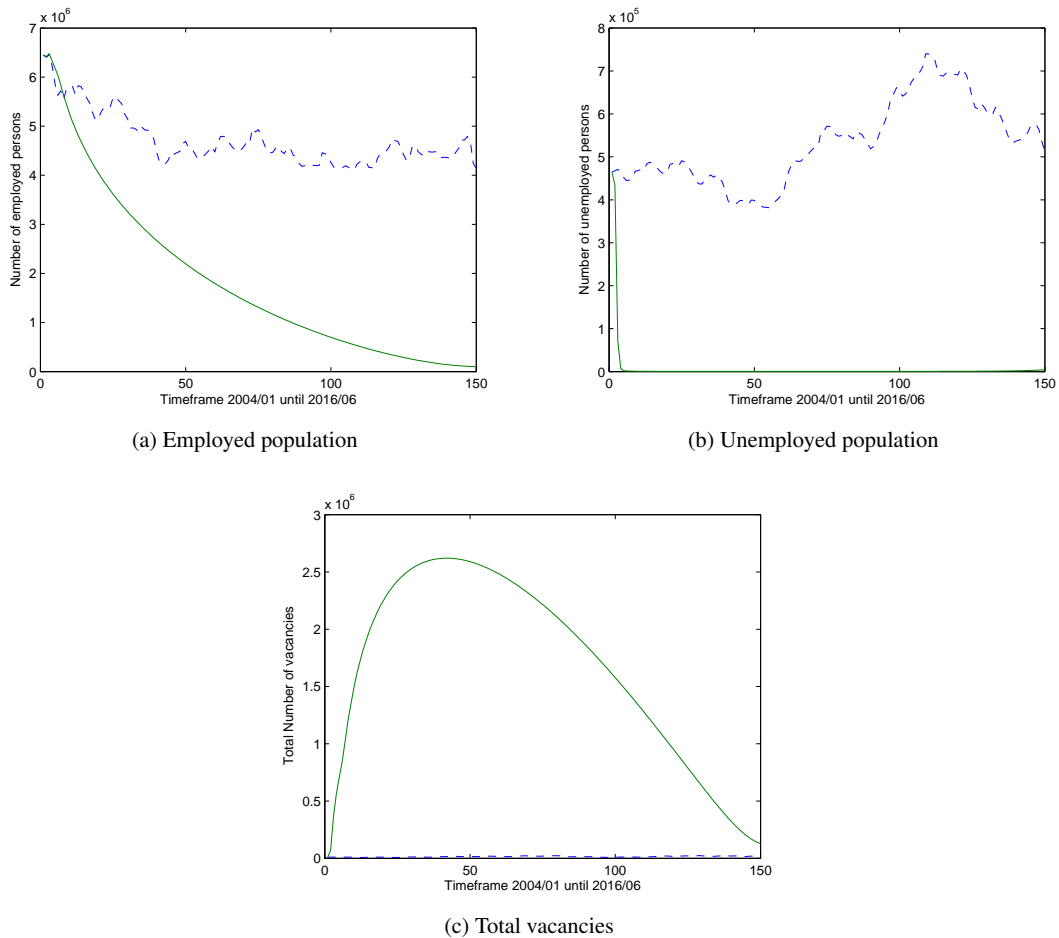 x 10^6
7
6
5
4
3
2
1
0
Number of employed persons
0 50 100 150
Timeframe 2004/01 until 2016/06
(a) Employed population
x 10^5
8
7
6
5
4
3
2
1
0
Number of unemployed persons
0 50 100 150
Timeframe 2004/01 until 2016/06
(b) Unemployed population
x 10^6
3
2.5
2
1.5
1
0.5
0
Total Number of vacancies
0 50 100 150
Timeframe 2004/01 until 2016/06
(c) Total vacancies